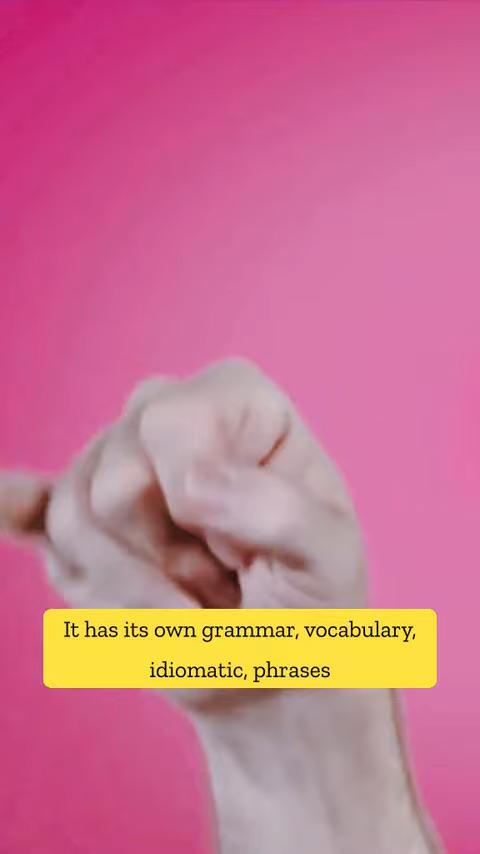 It has its own grammar, vocabulary,
idiomatic, phrases